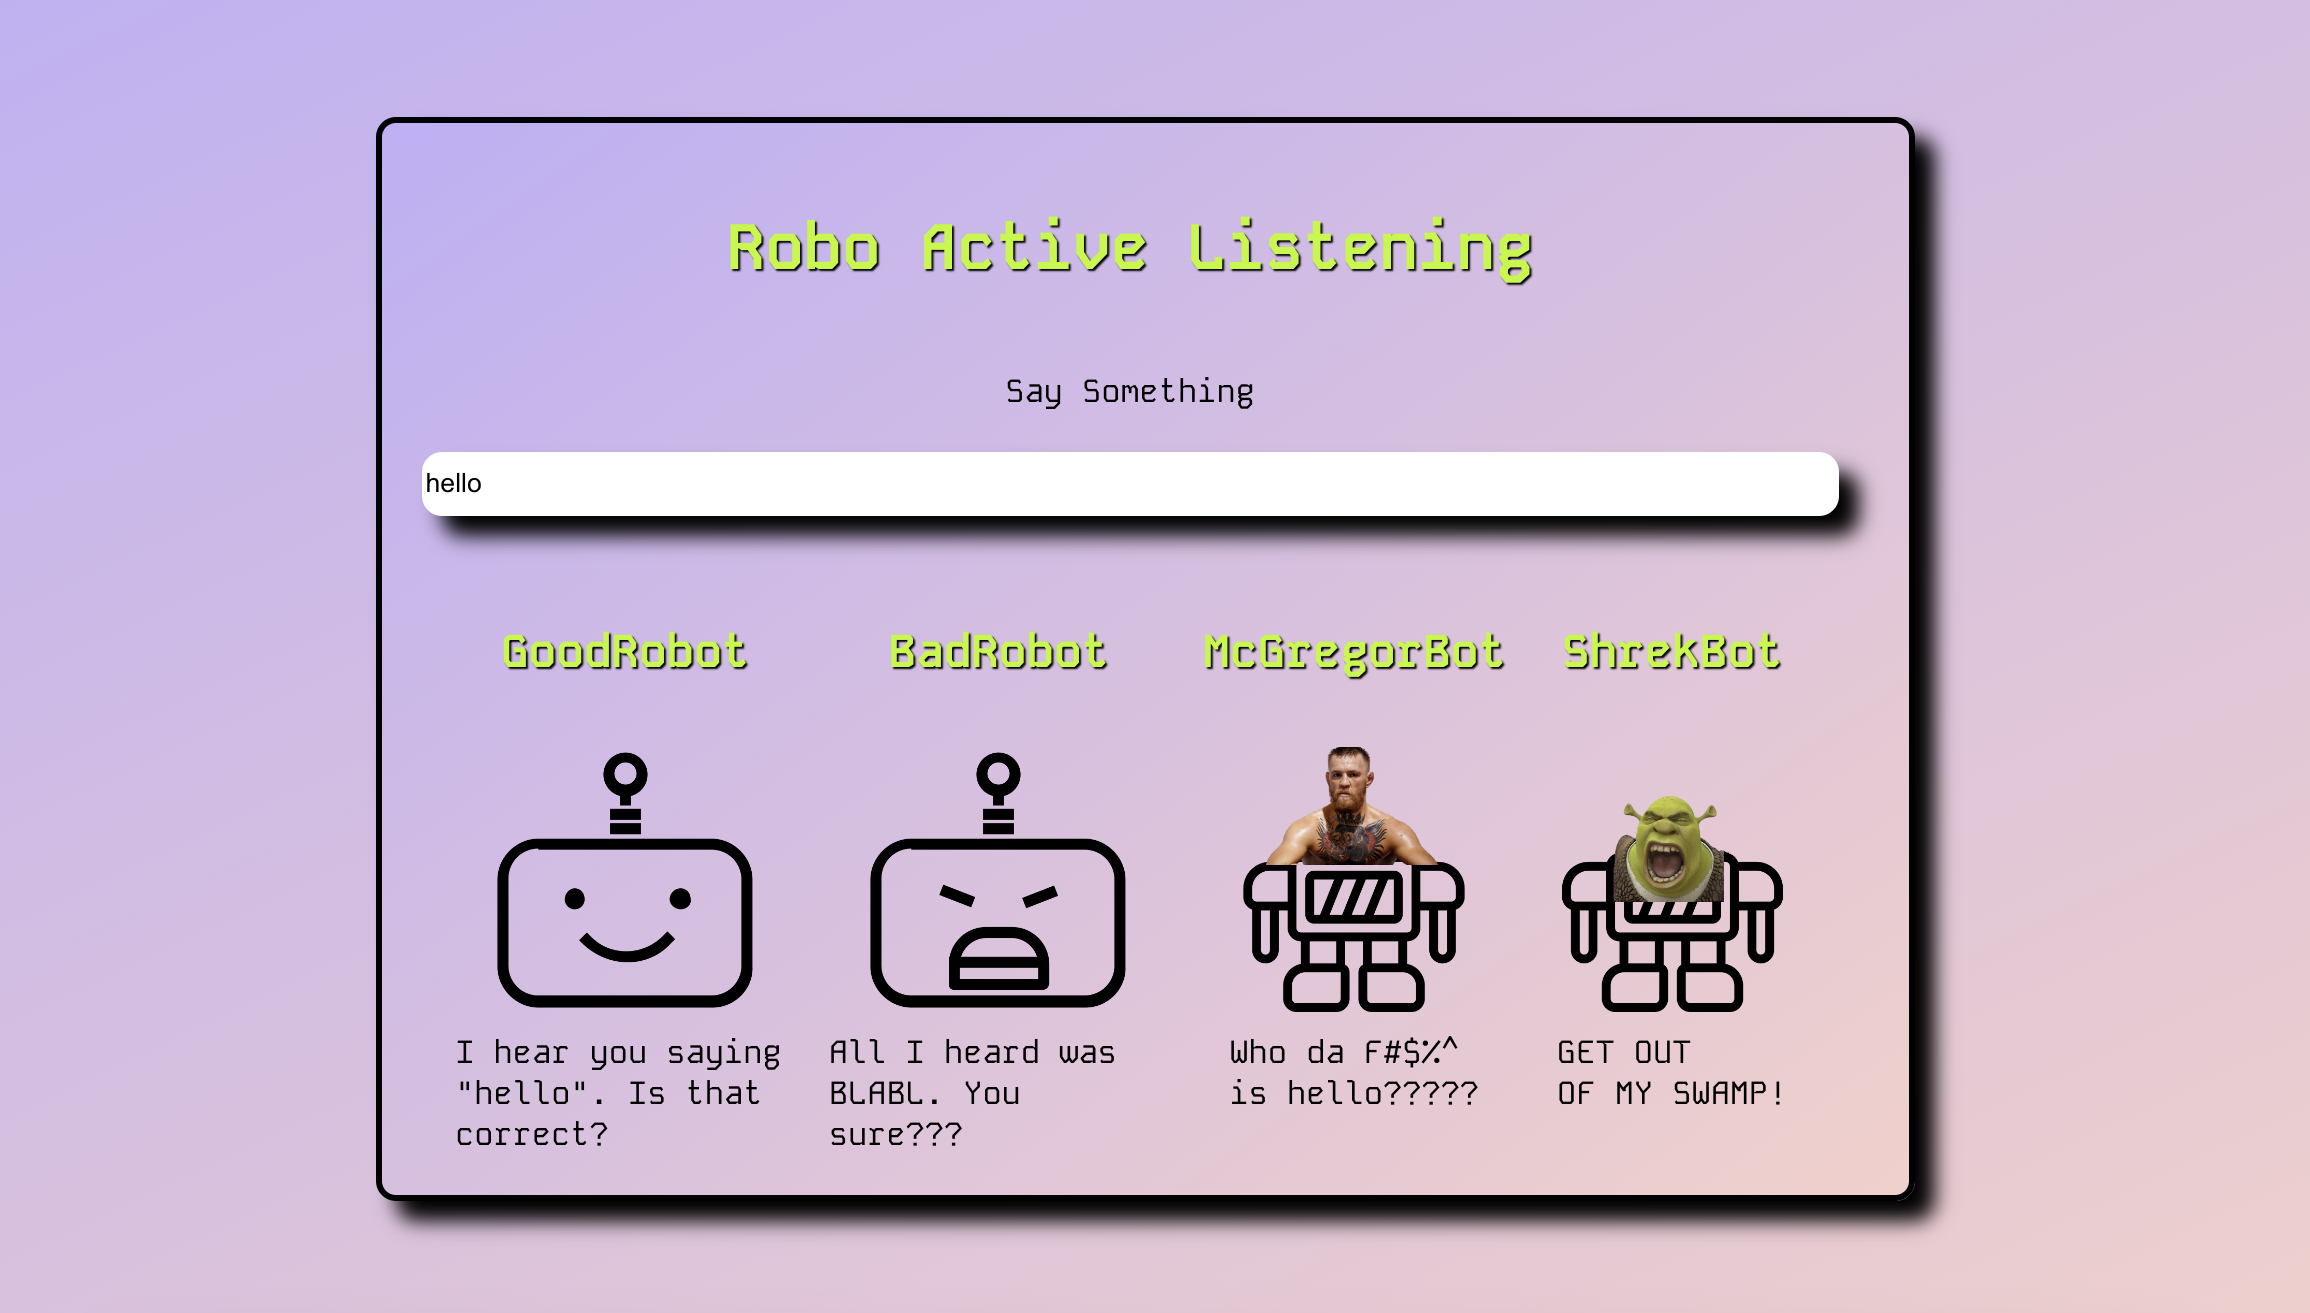 Robo Active Listening
Say Something
hello
GoodRobot
BadRobot
McGregorBot
ShrekBot
I hear you saying
"hello". Is that
correct?
All I heard was
BLABL. You
sure???
Who da F#$%^
is hello?????
GET OUT
OF MY SWAMP!